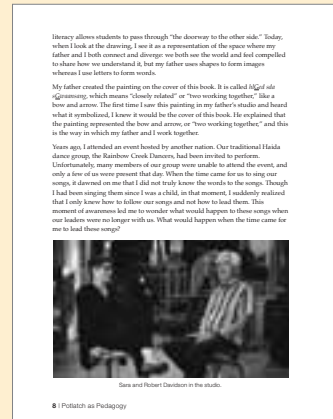 literacy allows students to pass through “the doorway to the other side.” Today,
when I look at the drawing, I see it as a representation of the space where my
father and I both connect and diverge: we both see the world and feel compelled
to share how we understand it, but my father uses shapes to form images
whereas I use letters to form words.
My father created the painting on the cover of this book. It is called
which means “closely related” or “two working together,” like a
bow and arrow. The first time I saw this painting in my father’s studio and heard
what it symbolized, I knew it would be the cover of this book. He explained that
the painting represented the bow and arrow, or “two working together,” and this
is the way in which my father and I work together.
Years ago, I attended an event hosted by another nation. Our traditional Haida
dance group, the Rainbow Creek Dancers, had been invited to perform.
Unfortunately, many members of our group were unable to attend the event, and
only a few of us were present that day. When the time came for us to sing our
songs, it dawned on me that I did not truly know the words to the songs. Though
I had been singing them since I was a child, in that moment, I suddenly realized
that I only knew how to follow our songs and not how to lead them. This
moment of awareness led me to wonder what would happen to these songs when
our leaders were no longer with us. What would happen when the time came for
me to lead these songs?
Sara and Robert Davidson in the studio.
8 | Potlatch as Pedagogy